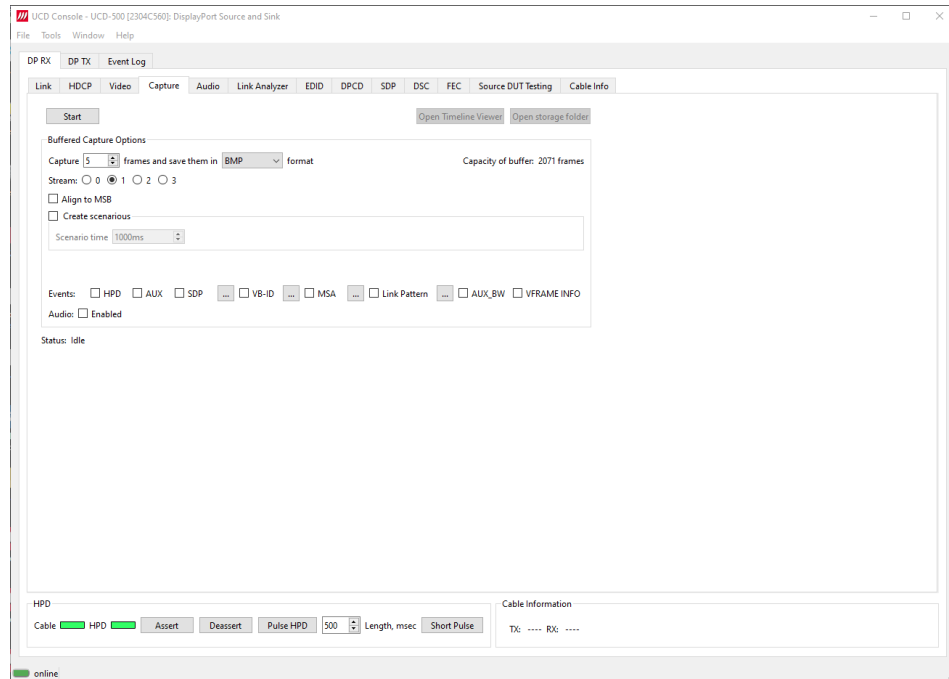 UCD Console - UCD-500 [2304C560]: DisplayPort Source and Sink
File Tools Window Help
DP RX DP TX Event Log
Link HDCP Video Capture Audio Link Analyzer EDID DPCD SDP DSC FEC Source DUT Testing Cable Info
Start Open Timeline Viewer Open storage folder
Buffered Capture Options
Capture 5 frames and save them in BMP format Capacity of buffer: 2071 frames
Stream: 0 1 2 3
Align to MSB
Create scenarious
Scenario time 1000ms
Events: HPD AUX SDP ... VB-ID ... MSA ... Link Pattern ... AUX_BW VFRAME INFO
Audio: Enabled
Status: Idle
HPD Cable Information
Cable HPD Assert Deassert Pulse HPD 500 Length, msec Short Pulse TX: ---- RX: ----
online